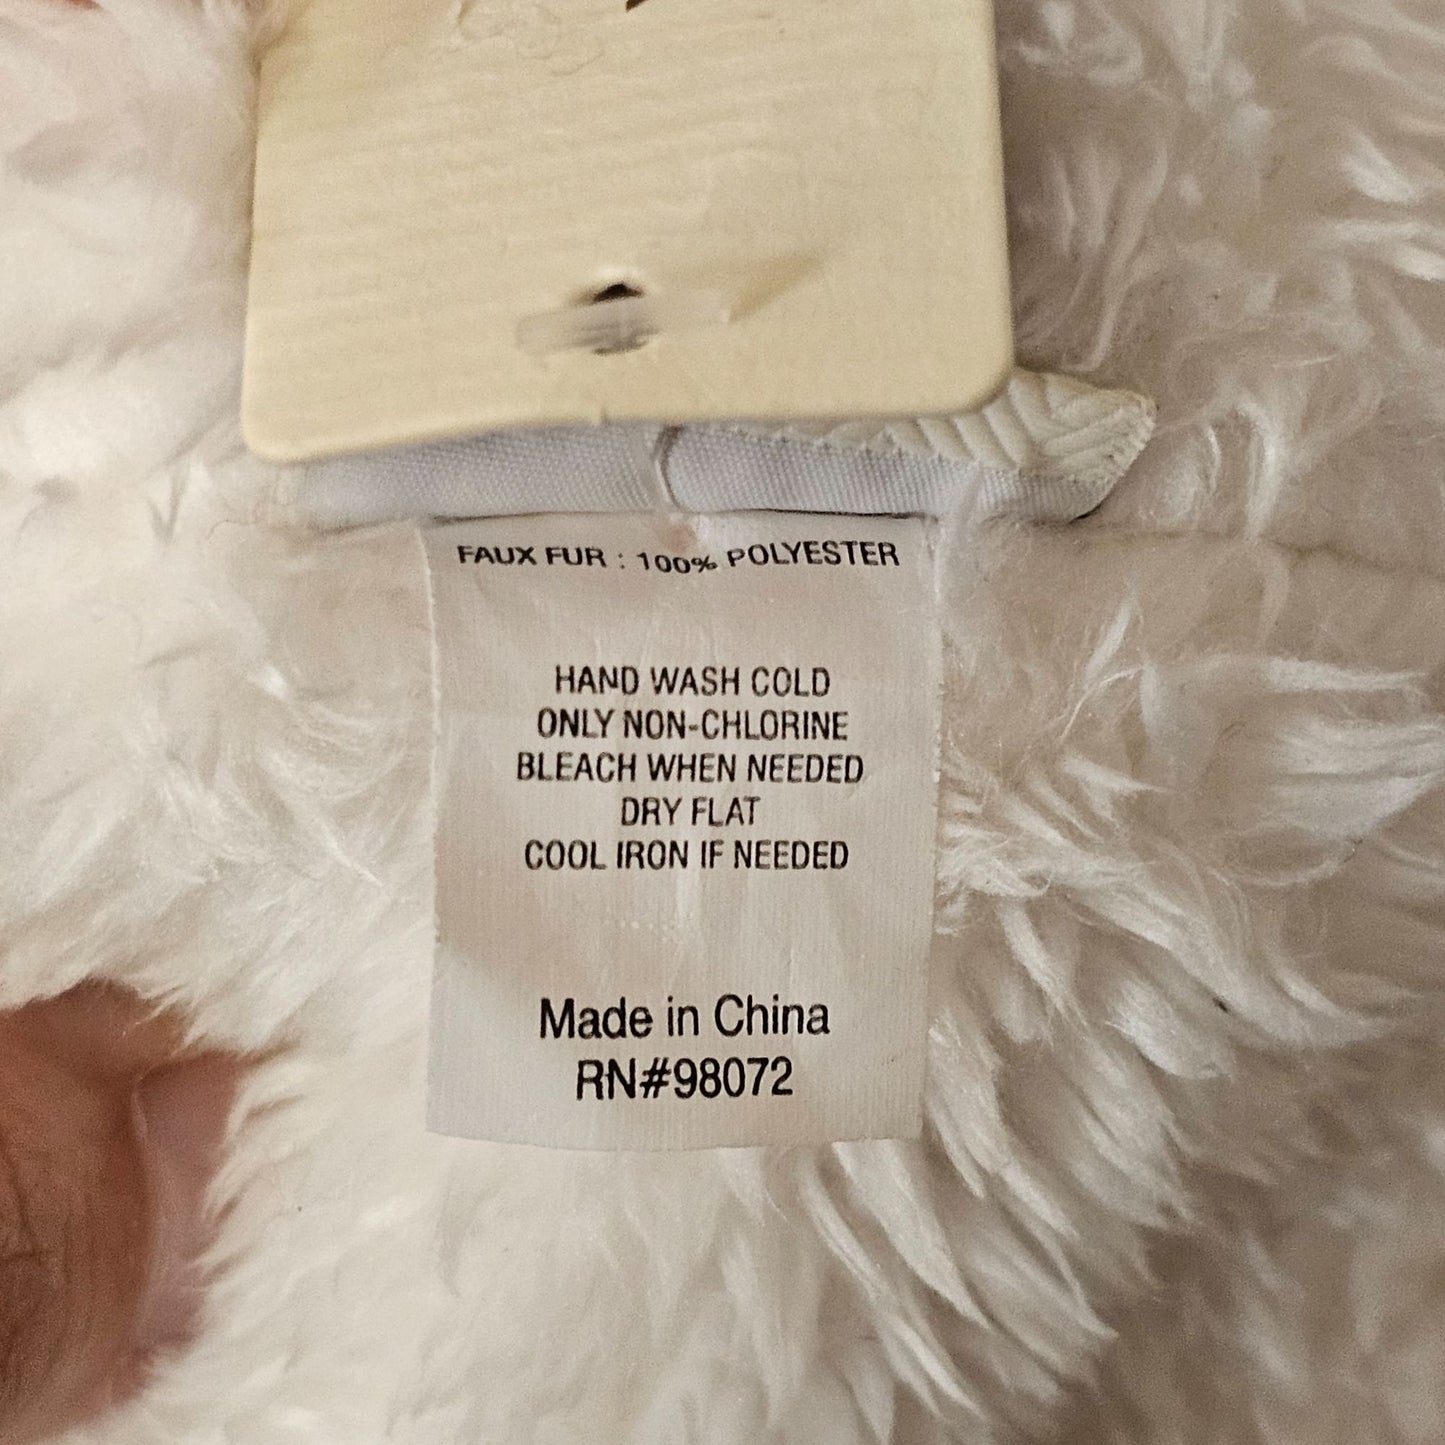 FAUX FUR : 100% POLYESTER
HAND WASH COLD
ONLY NON-CHLORINE
BLEACH WHEN NEEDED
DRY FLAT
COOL IRON IF NEEDED
Made in China
RN#98072